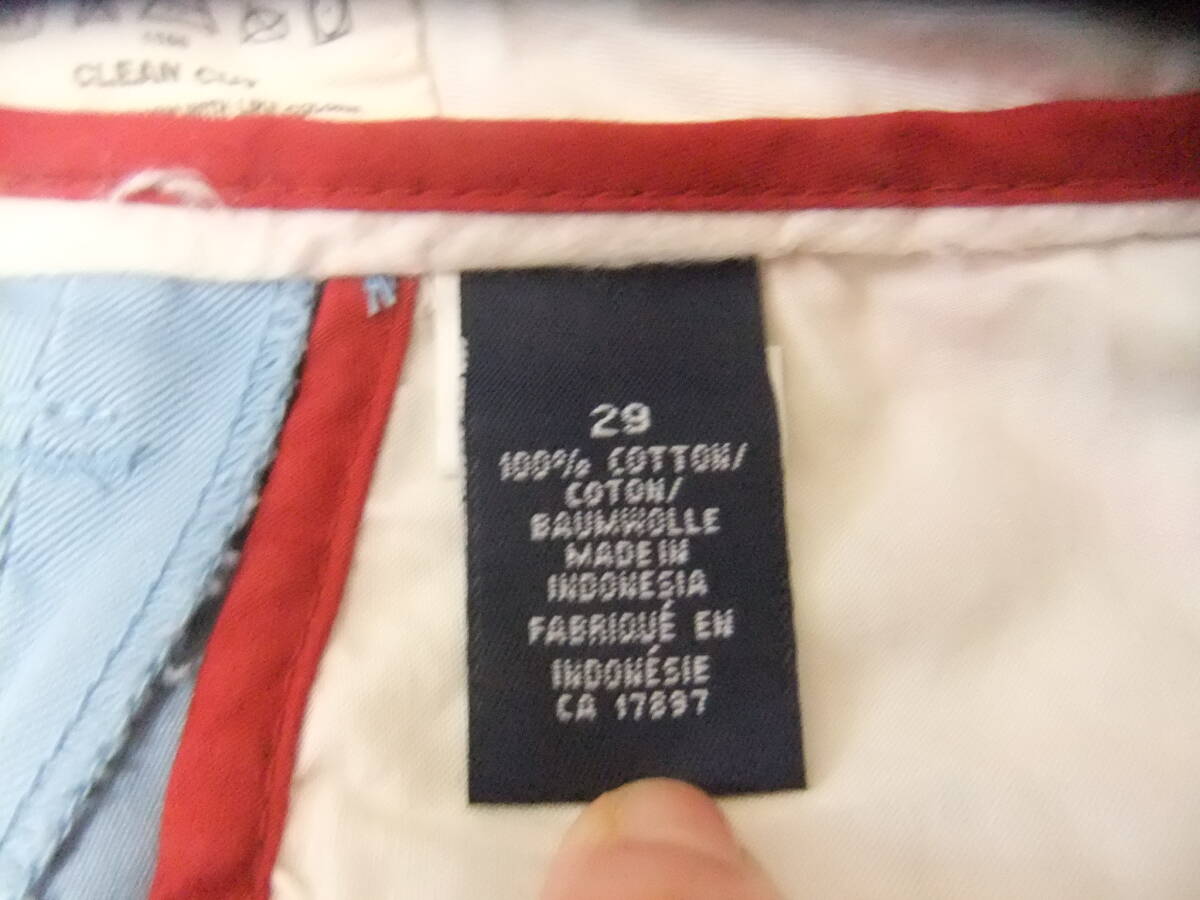 CLEAN
29
100% COTTON/
COTON/
BAUMWOLLE
MADE IN
INDONESIA
FABRIQUÉ EN
INDONÉSIE
CA 17897